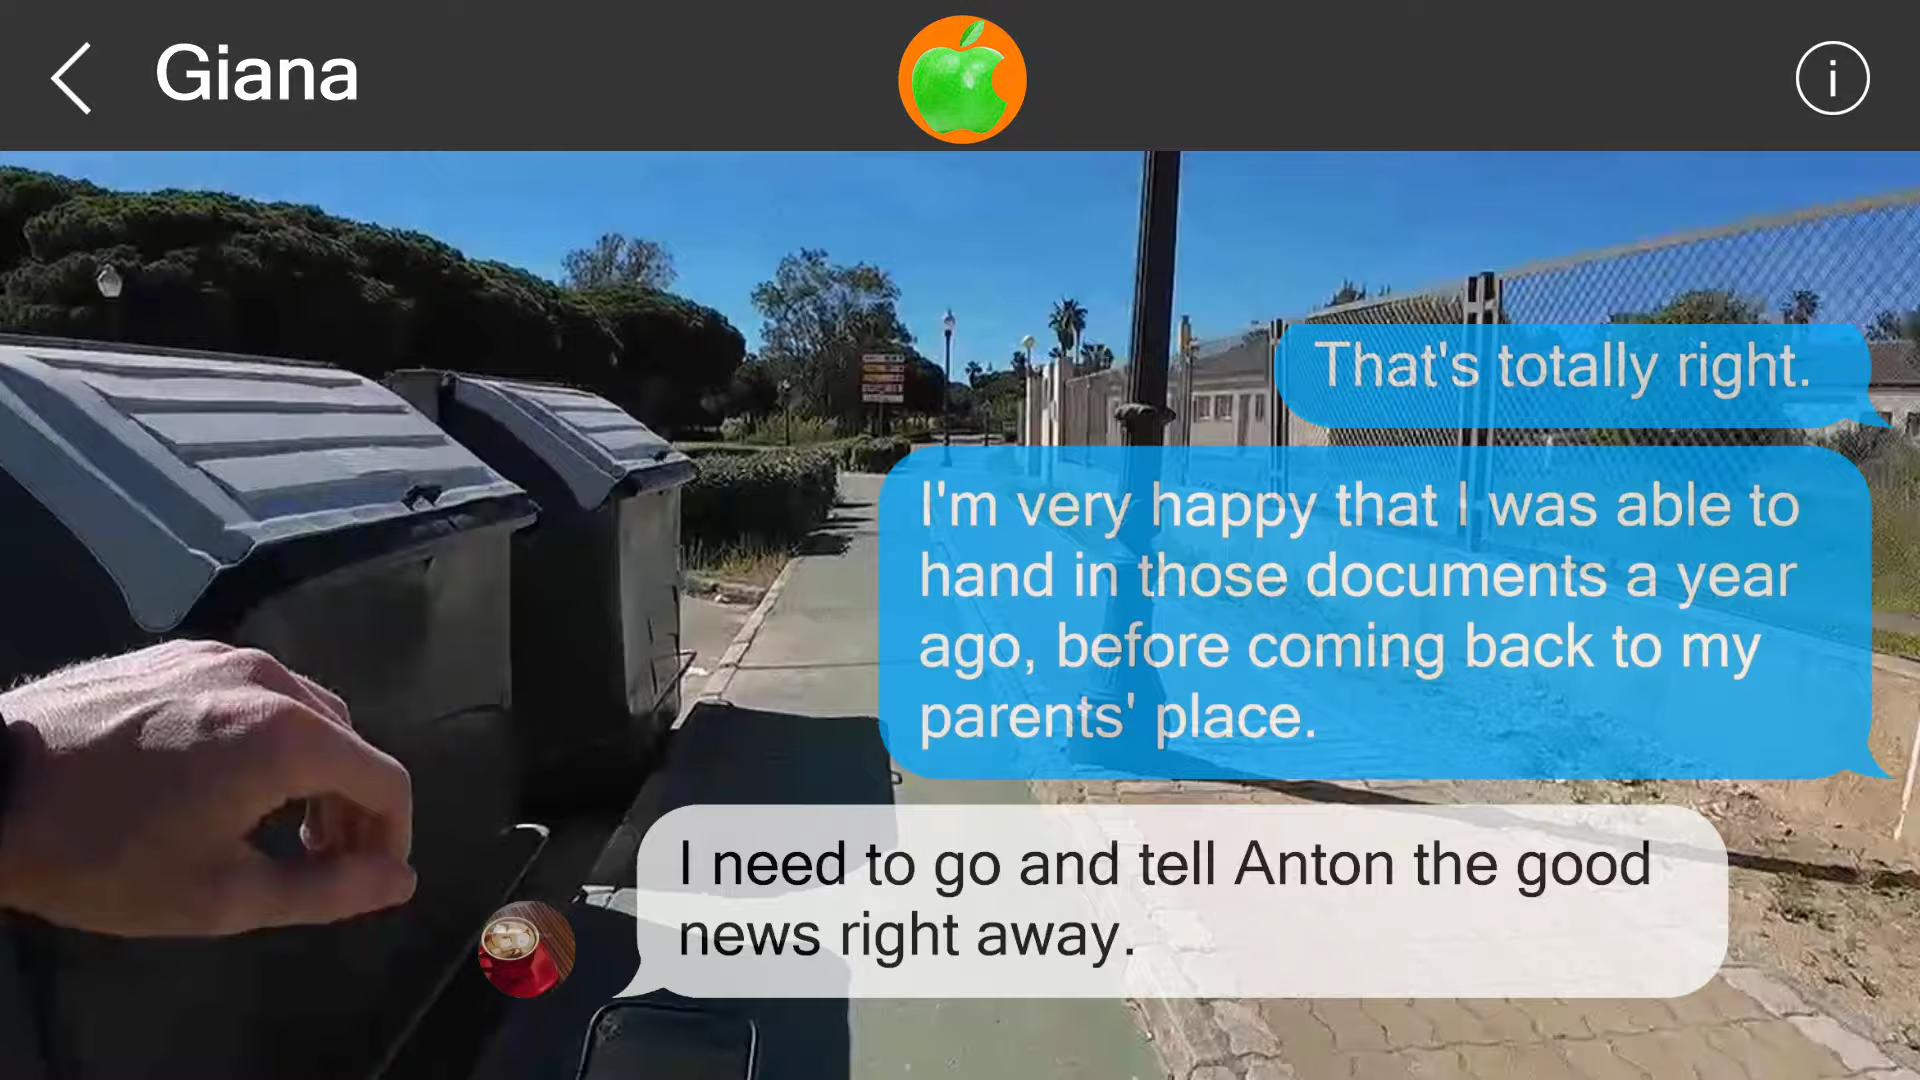 Giana
i
That's totally right.
I'm very happy that I was able to
hand in those documents a year
ago, before coming back to my
parents' place.
I need to go and tell Anton the good
news right away.